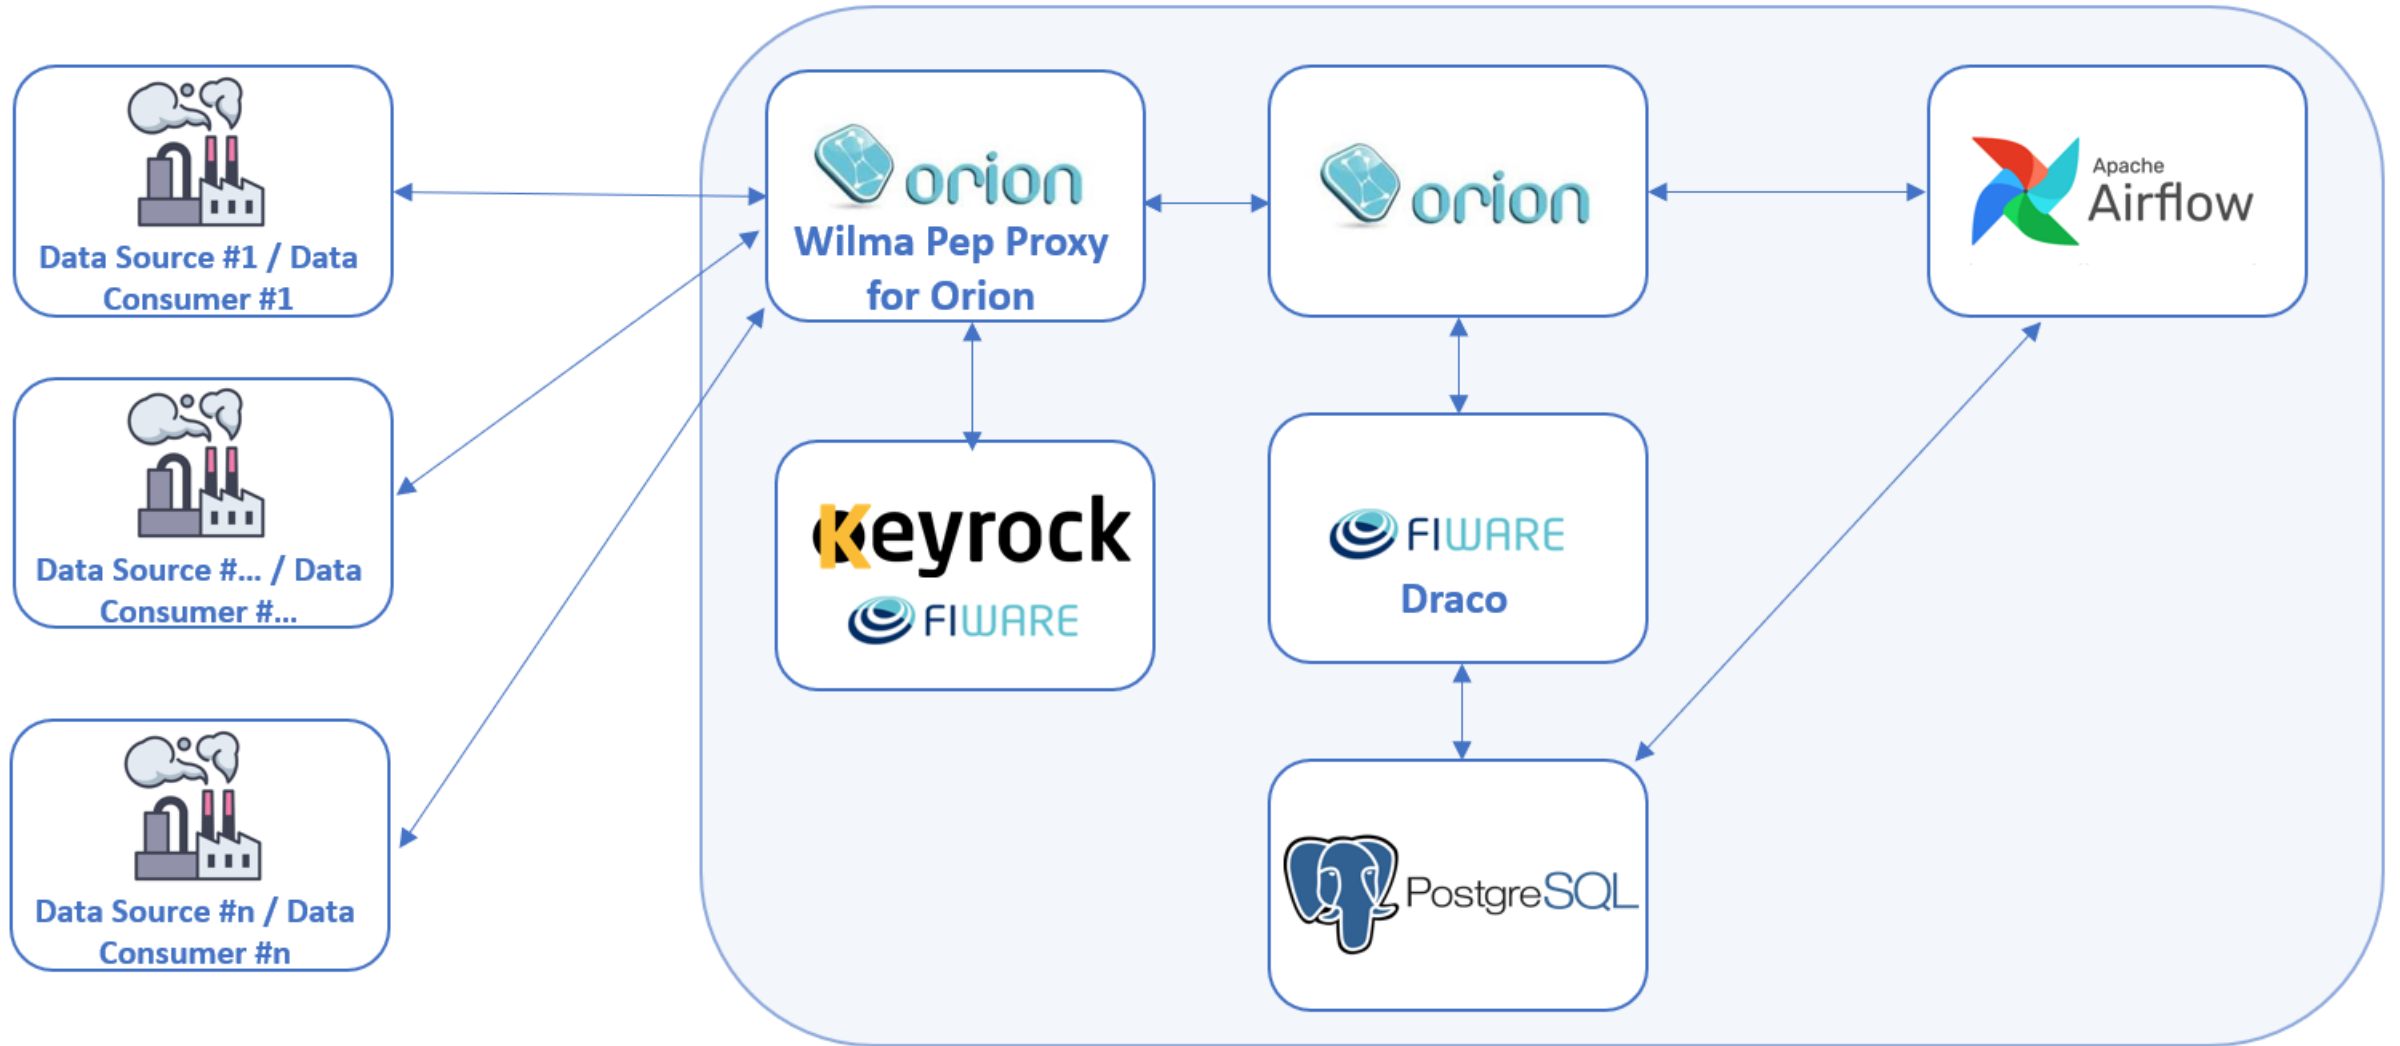 Data Source #1 / Data
Consumer #1
Data Source #... / Data
Consumer #...
Data Source #n / Data
Consumer #n
orion
Wilma Pep Proxy
for Orion
keyrock
FIWARE
orion
FIWARE
Draco
PostgreSQL
Apache
Airflow